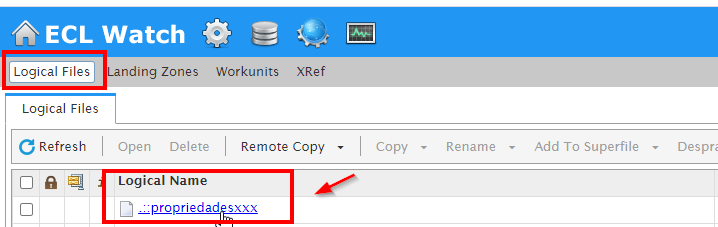 ECL Watch
Logical Files Landing Zones Workunits XRef
Logical Files
Refresh Open Delete Remote Copy Copy Rename Add To Superfile Despra
Logical Name
.::propriedadesxxx